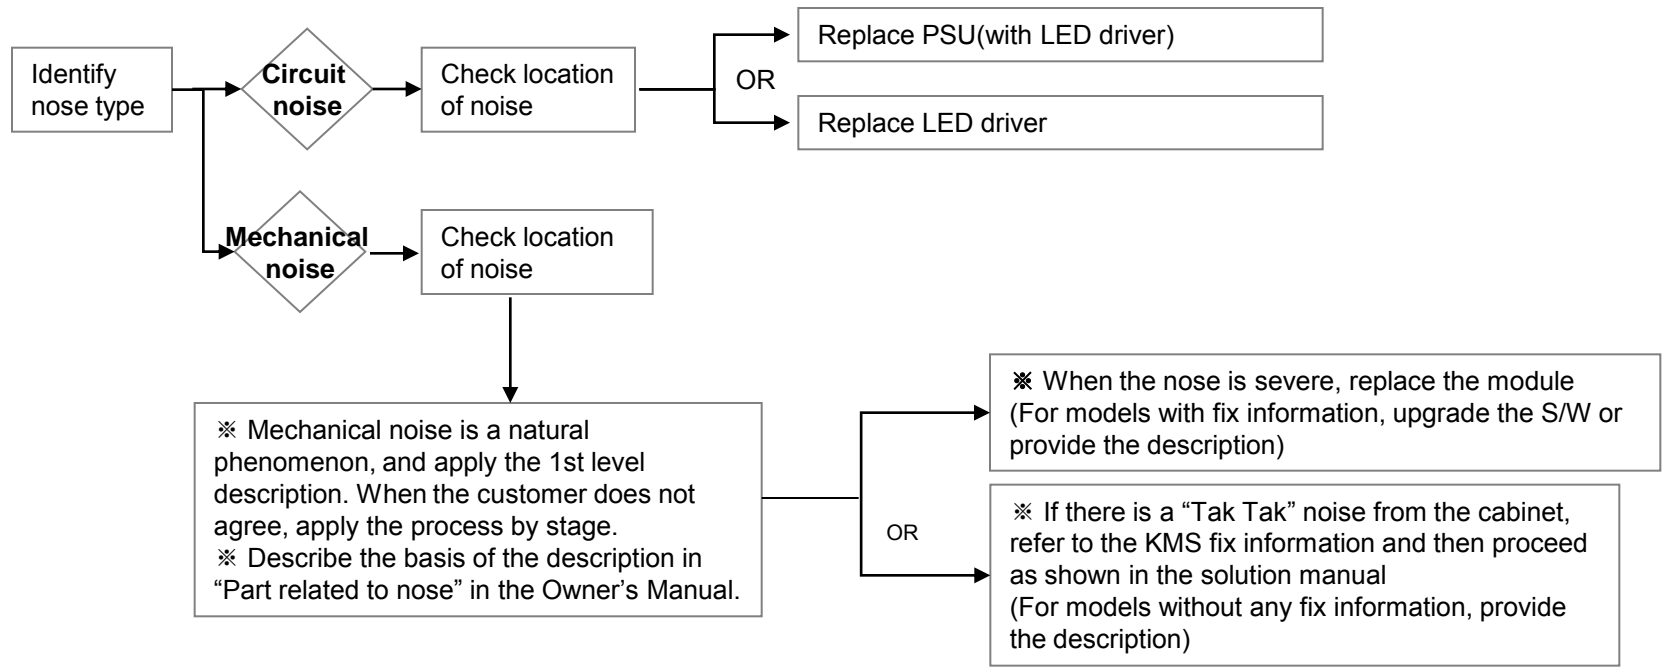 Identify
nose type
Circuit
noise
Check location
of noise
Replace PSU(with LED driver)
OR
Replace LED driver
Mechanical
noise
Check location
of noise
※ Mechanical noise is a natural
phenomenon, and apply the 1st level
description. When the customer does not
agree, apply the process by stage.
※ Describe the basis of the description in
“Part related to nose” in the Owner’s Manual.
※ When the nose is severe, replace the module
(For models with fix information, upgrade the S/W or
provide the description)
OR
※ If there is a “Tak Tak” noise from the cabinet,
refer to the KMS fix information and then proceed
as shown in the solution manual
(For models without any fix information, provide
the description)